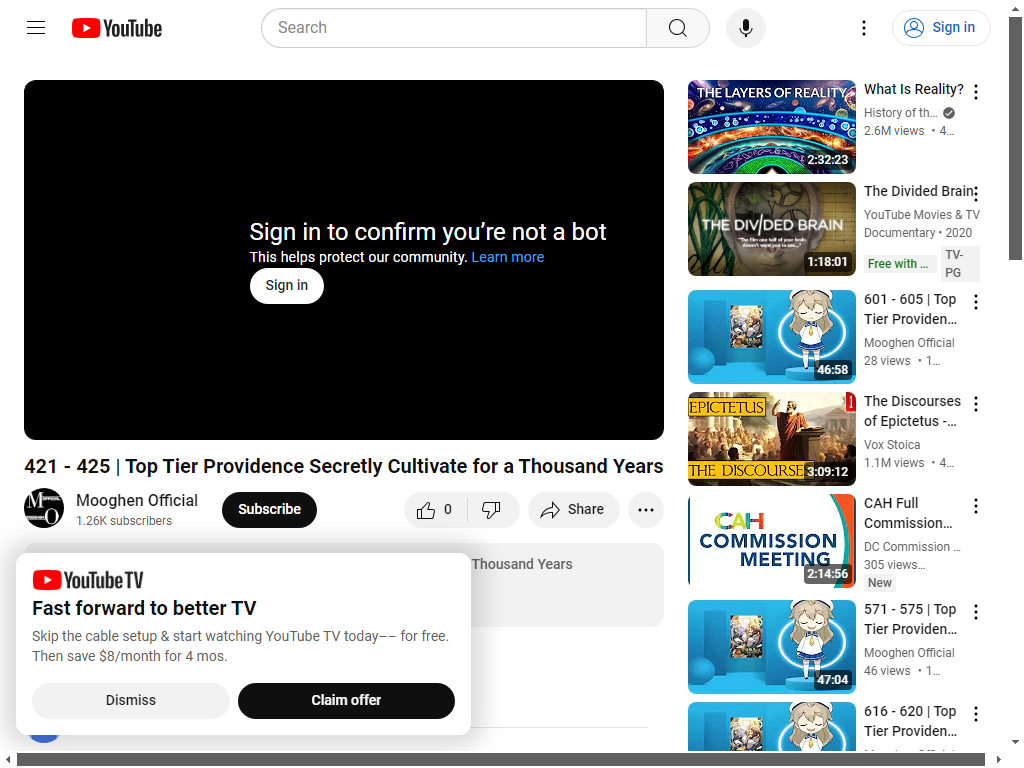 YouTube
Search
Sign in
Sign in to confirm you’re not a bot
This helps protect our community. Learn more
Sign in
421 - 425 | Top Tier Providence Secretly Cultivate for a Thousand Years
Mooghen Official
1.26K subscribers
Subscribe
0
Share
Thousand Years
YouTube TV
Fast forward to better TV
Skip the cable setup & start watching YouTube TV today–– for free.
Then save $8/month for 4 mos.
Dismiss
Claim offer
THE LAYERS OF REALITY
2:32:23
What Is Reality?
History of th…
2.6M views • 4…
THE DIVIDED BRAIN
1:18:01
The Divided Brain
YouTube Movies & TV
Documentary • 2020
Free with …
TV-
PG
46:58
601 - 605 | Top
Tier Providen…
Mooghen Official
28 views • 1…
EPICTETUS
THE DISCOURSE
3:09:12
The Discourses
of Epictetus -…
Vox Stoica
1.1M views • 4…
CAH
COMMISSION
MEETING
2:14:56
CAH Full
Commission…
DC Commission …
305 views…
New
47:04
571 - 575 | Top
Tier Providen…
Mooghen Official
46 views • 1…
616 - 620 | Top
Tier Providen…